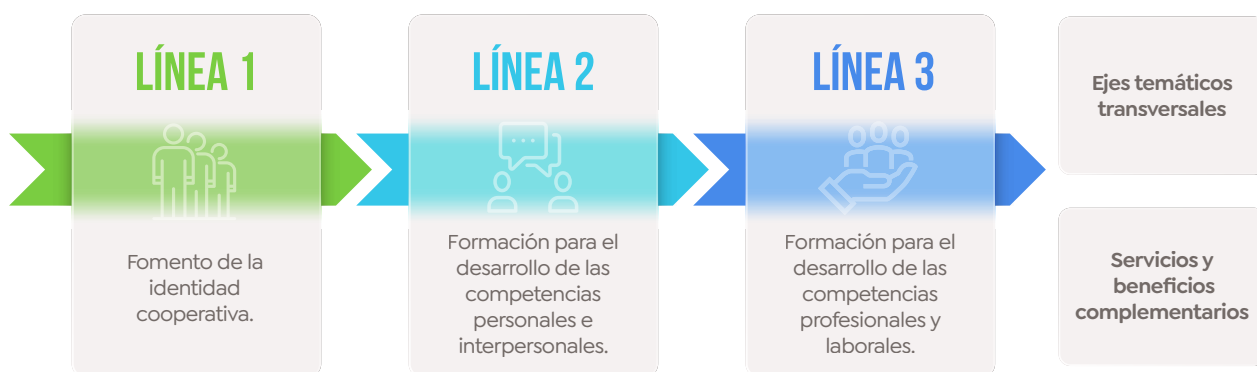 LÍNEA 1
Fomento de la
identidad
cooperativa.
LÍNEA 2
Formación para el
desarrollo de las
competencias
personales e
interpersonales.
LÍNEA 3
Formación para el
desarrollo de las
competencias
profesionales y
laborales.
Ejes temáticos
transversales
Servicios y
beneficios
complementarios